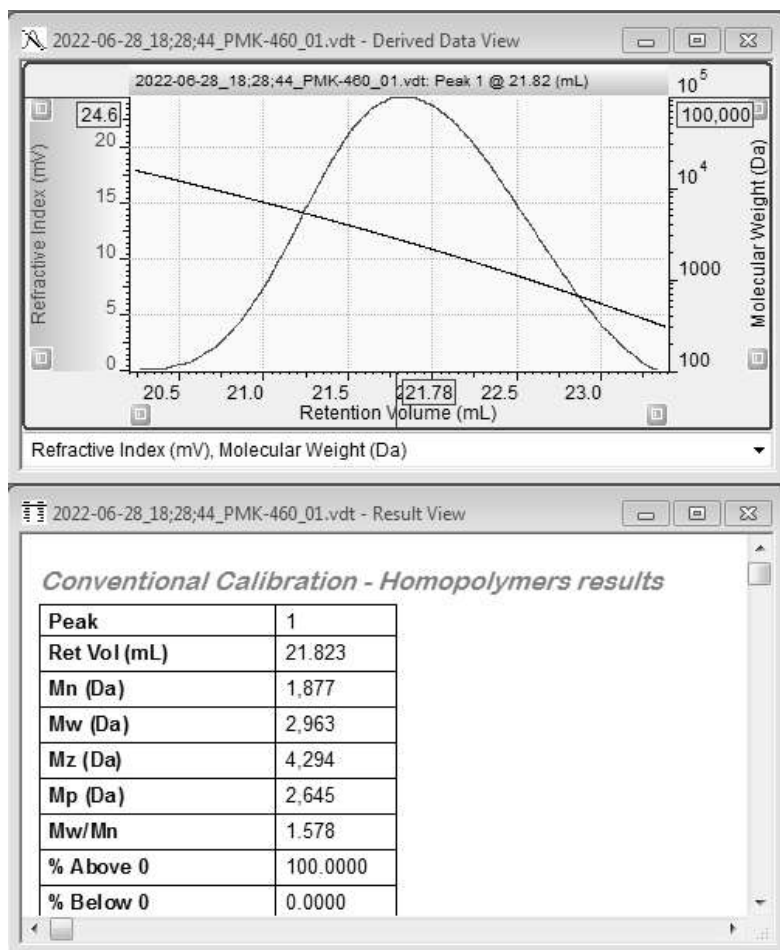 2022-06-28_18;28;44_PMK-460_01.vdt - Derived Data View
2022-06-28_18;28;44_PMK-460_01.vdt: Peak 1 @ 21.82 (mL)
10^5
24.6
100,000
20
15
10
5
0
Refractive Index (mV)
10^4
1000
100
Molecular Weight (Da)
20.5 21.0 21.5 221.78 22.5 23.0
Retention Volume (mL)
Refractive Index (mV), Molecular Weight (Da)
2022-06-28_18;28;44_PMK-460_01.vdt - Result View
Conventional Calibration - Homopolymers results
Peak 1
Ret Vol (mL) 21.823
Mn (Da) 1,877
Mw (Da) 2,963
Mz (Da) 4,294
Mp (Da) 2,645
Mw/Mn 1.578
% Above 0 100.0000
% Below 0 0.0000